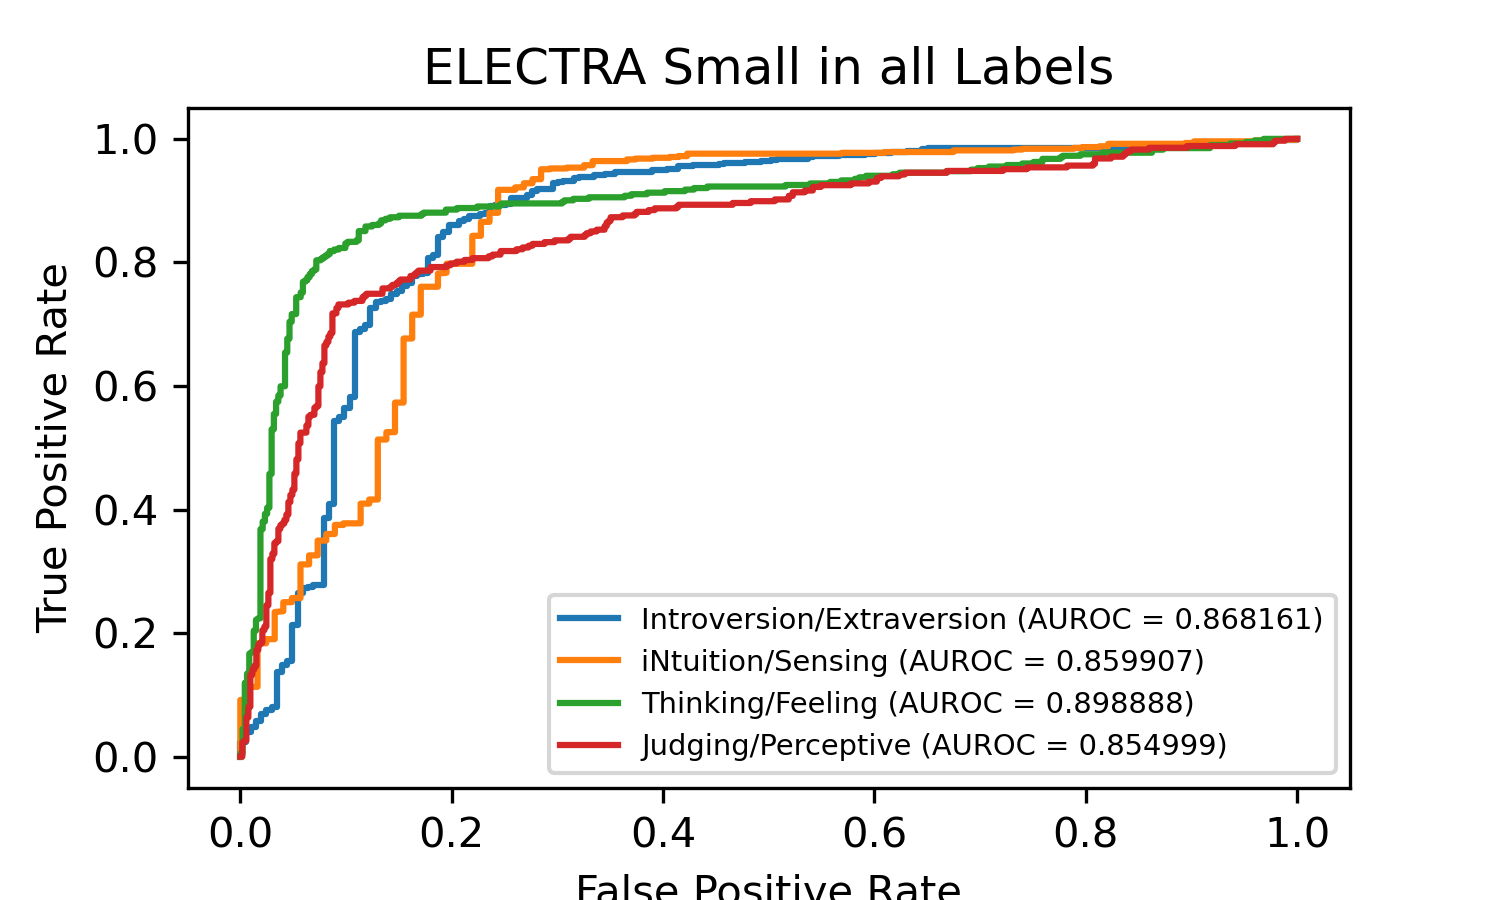 ELECTRA Small in all Labels
True Positive Rate
1.0
0.8
0.6
0.4
0.2
0.0
Introversion/Extraversion (AUROC = 0.868161)
iNtuition/Sensing (AUROC = 0.859907)
Thinking/Feeling (AUROC = 0.898888)
Judging/Perceptive (AUROC = 0.854999)
0.0 0.2 0.4 0.6 0.8 1.0
False Positive Rate